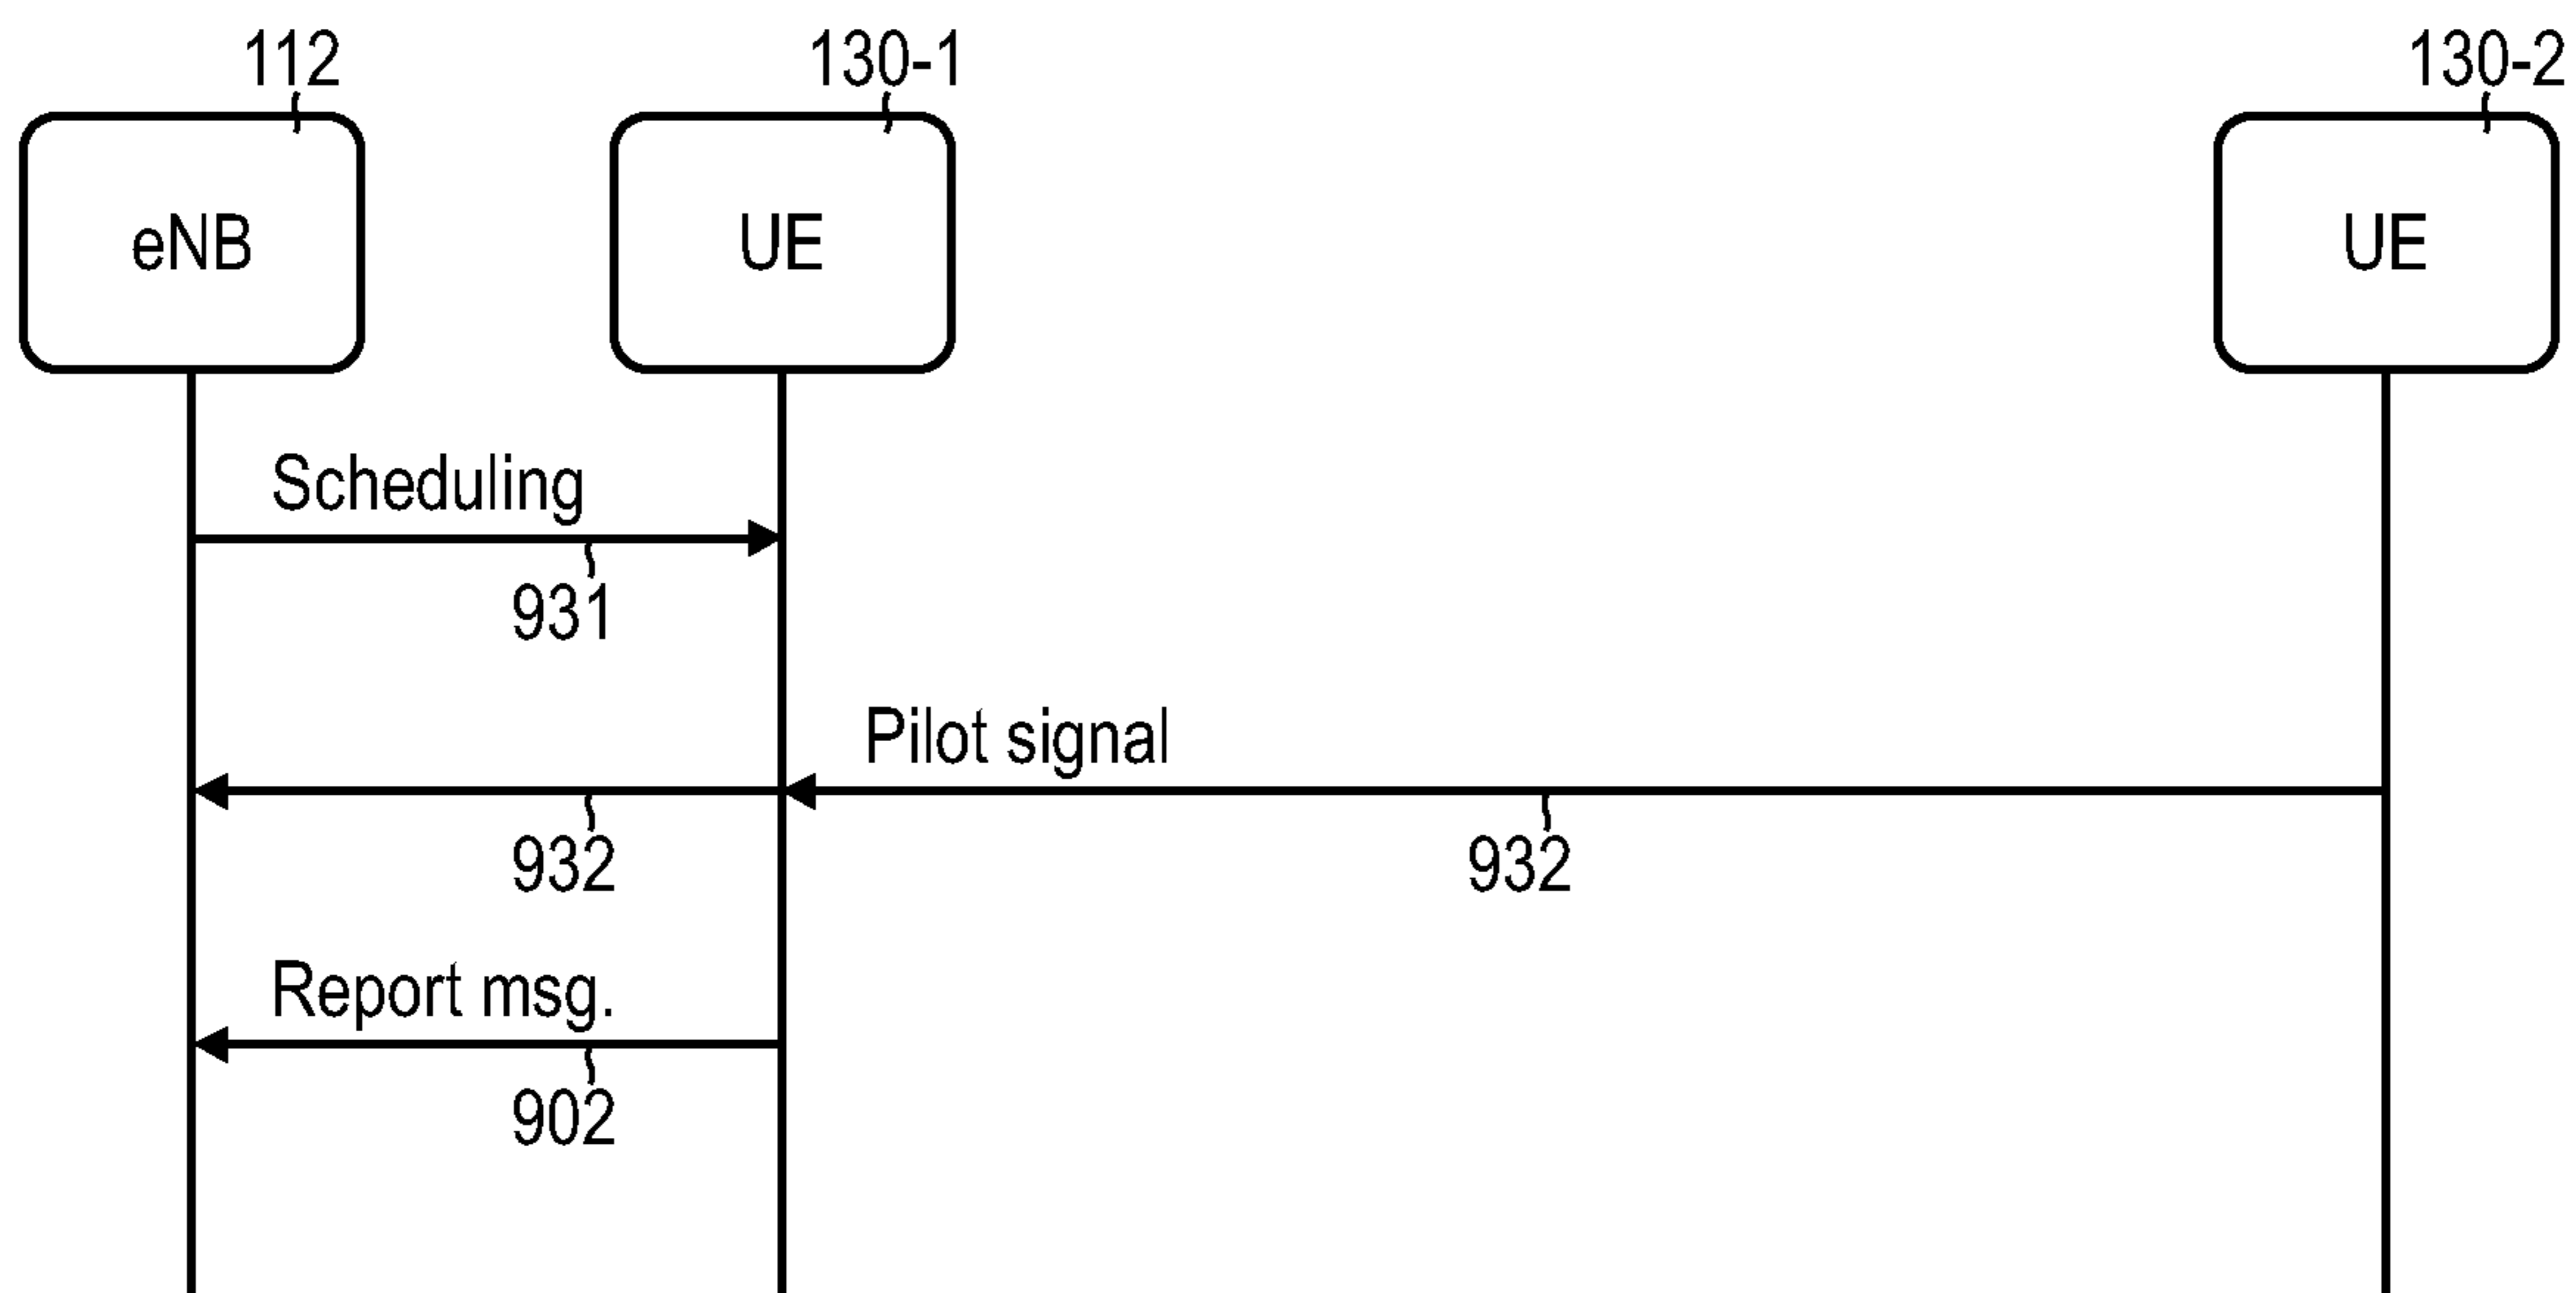 112
130-1
130-2
eNB
UE
UE
Scheduling
931
Pilot signal
932
932
Report msg.
902